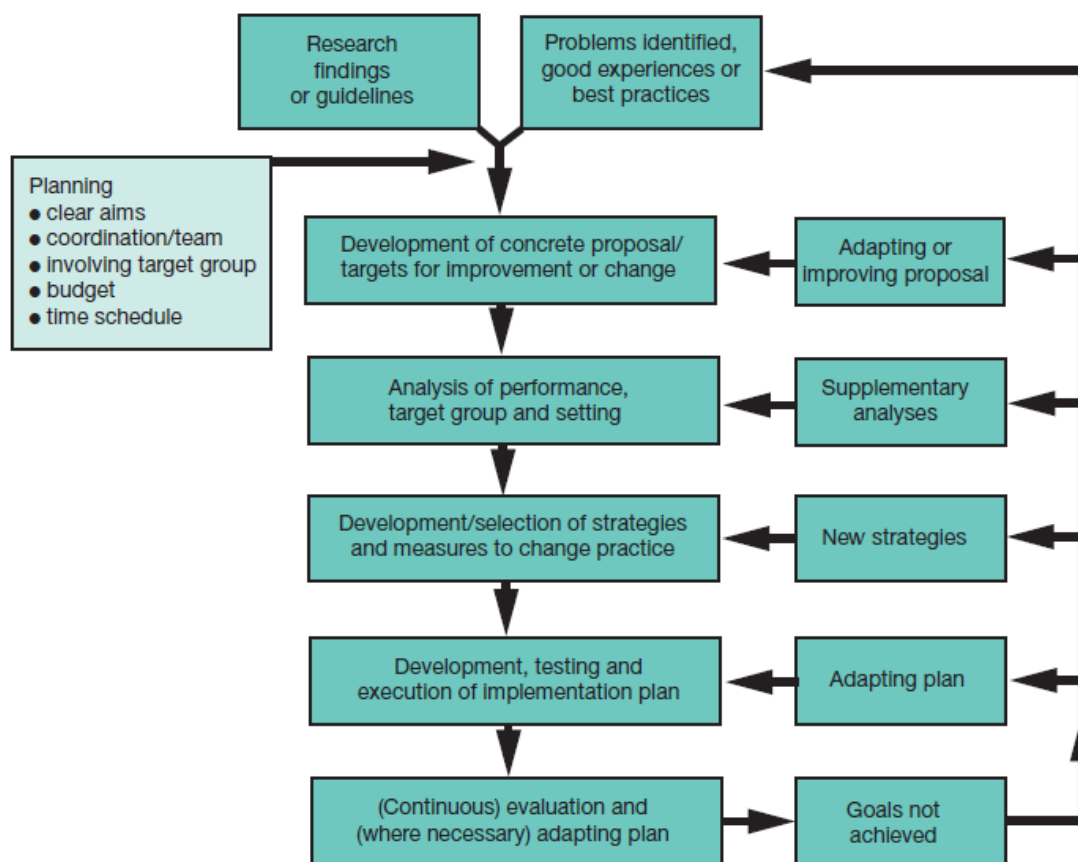 Research
findings
or guidelines
Problems identified,
good experiences or
best practices
Planning
• clear aims
• coordination/team
• involving target group
• budget
• time schedule
Development of concrete proposal/
targets for improvement or change
Adapting or
improving proposal
Analysis of performance,
target group and setting
Supplementary
analyses
Development/selection of strategies
and measures to change practice
New strategies
Development, testing and
execution of implementation plan
Adapting plan
(Continuous) evaluation and
(where necessary) adapting plan
Goals not
achieved